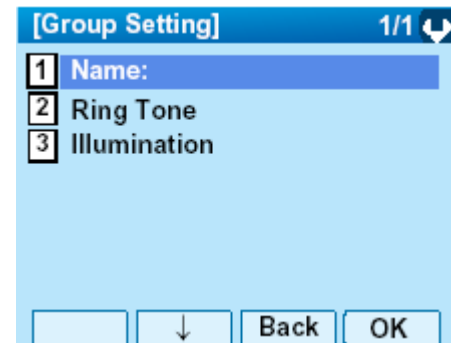 [Group Setting] 1/1
1 Name:
2 Ring Tone
3 Illumination
↓ Back OK